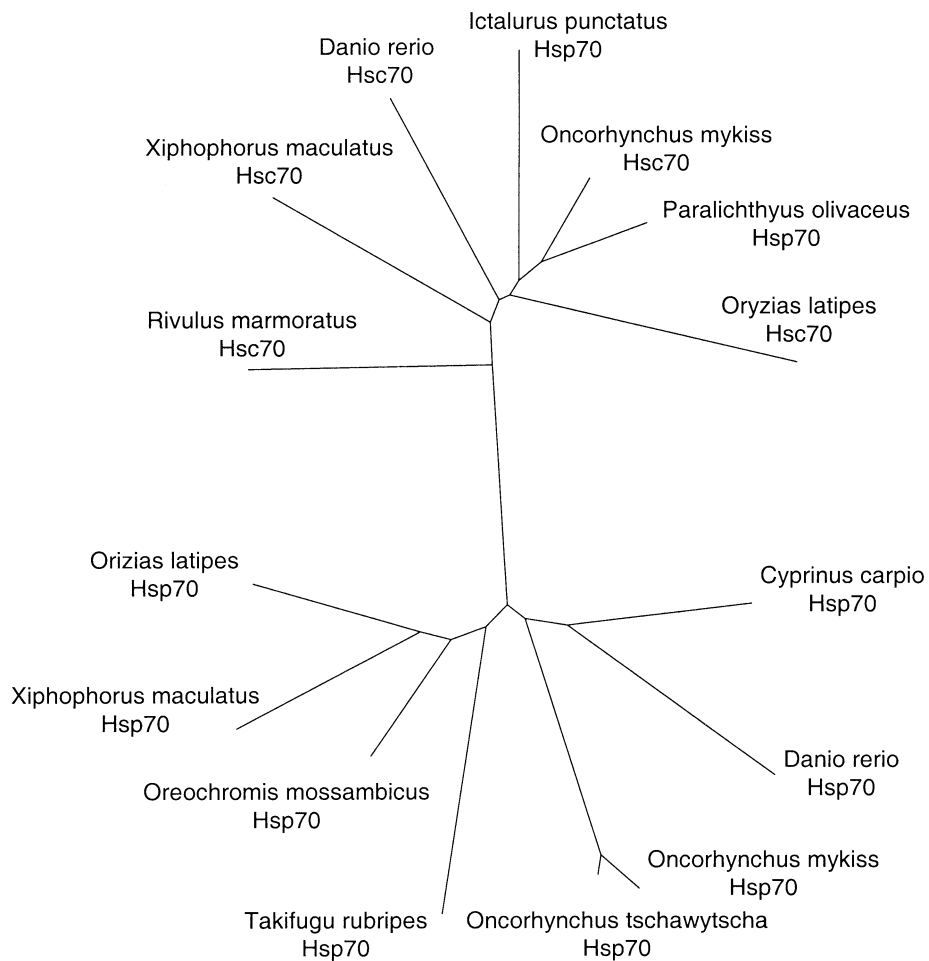 Ictalurus punctatus
Hsp70
Danio rerio
Hsc70
Oncorhynchus mykiss
Hsc70
Xiphophorus maculatus
Hsc70
Paralichthyus olivaceus
Hsp70
Oryzias latipes
Hsc70
Rivulus marmoratus
Hsc70
Orizias latipes
Hsp70
Cyprinus carpio
Hsp70
Xiphophorus maculatus
Hsp70
Danio rerio
Hsp70
Oreochromis mossambicus
Hsp70
Oncorhynchus mykiss
Hsp70
Takifugu rubripes
Hsp70
Oncorhynchus tschawytscha
Hsp70